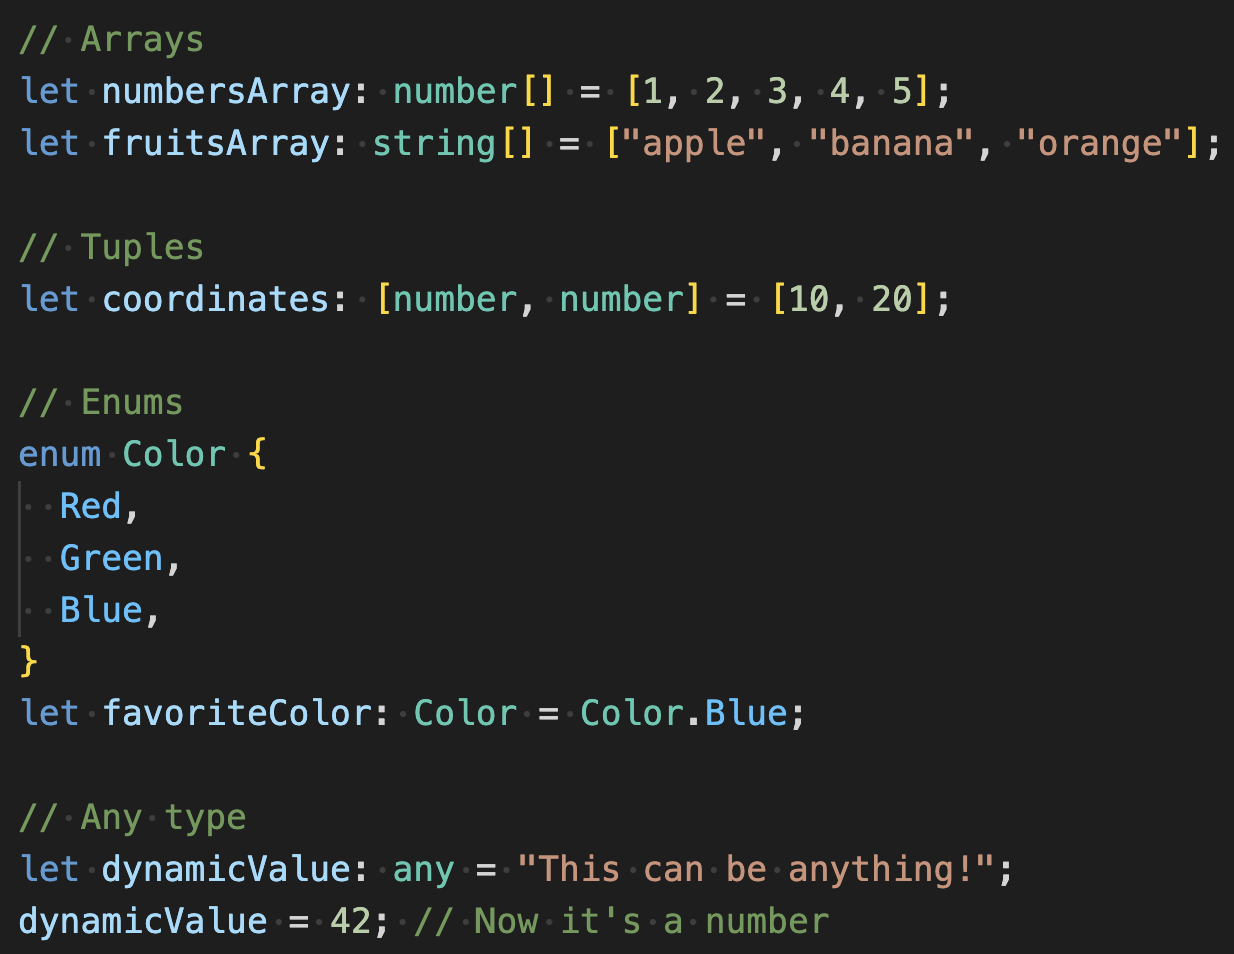 // Arrays
let numbersArray: number[] = [1, 2, 3, 4, 5];
let fruitsArray: string[] = ["apple", "banana", "orange"];

// Tuples
let coordinates: [number, number] = [10, 20];

// Enums
enum Color {
  Red,
  Green,
  Blue,
}
let favoriteColor: Color = Color.Blue;

// Any type
let dynamicValue: any = "This can be anything!";
dynamicValue = 42; // Now it's a number